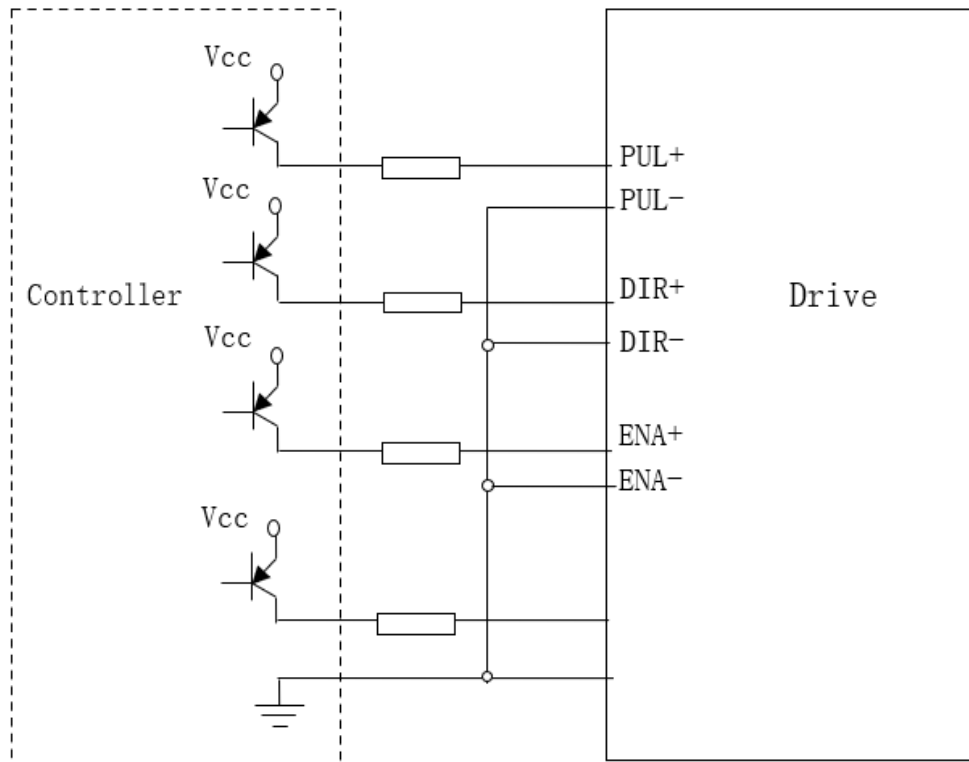 Vcc
PUL+
Vcc
PUL-
Controller
DIR+
Drive
Vcc
DIR-
ENA+
ENA-
Vcc